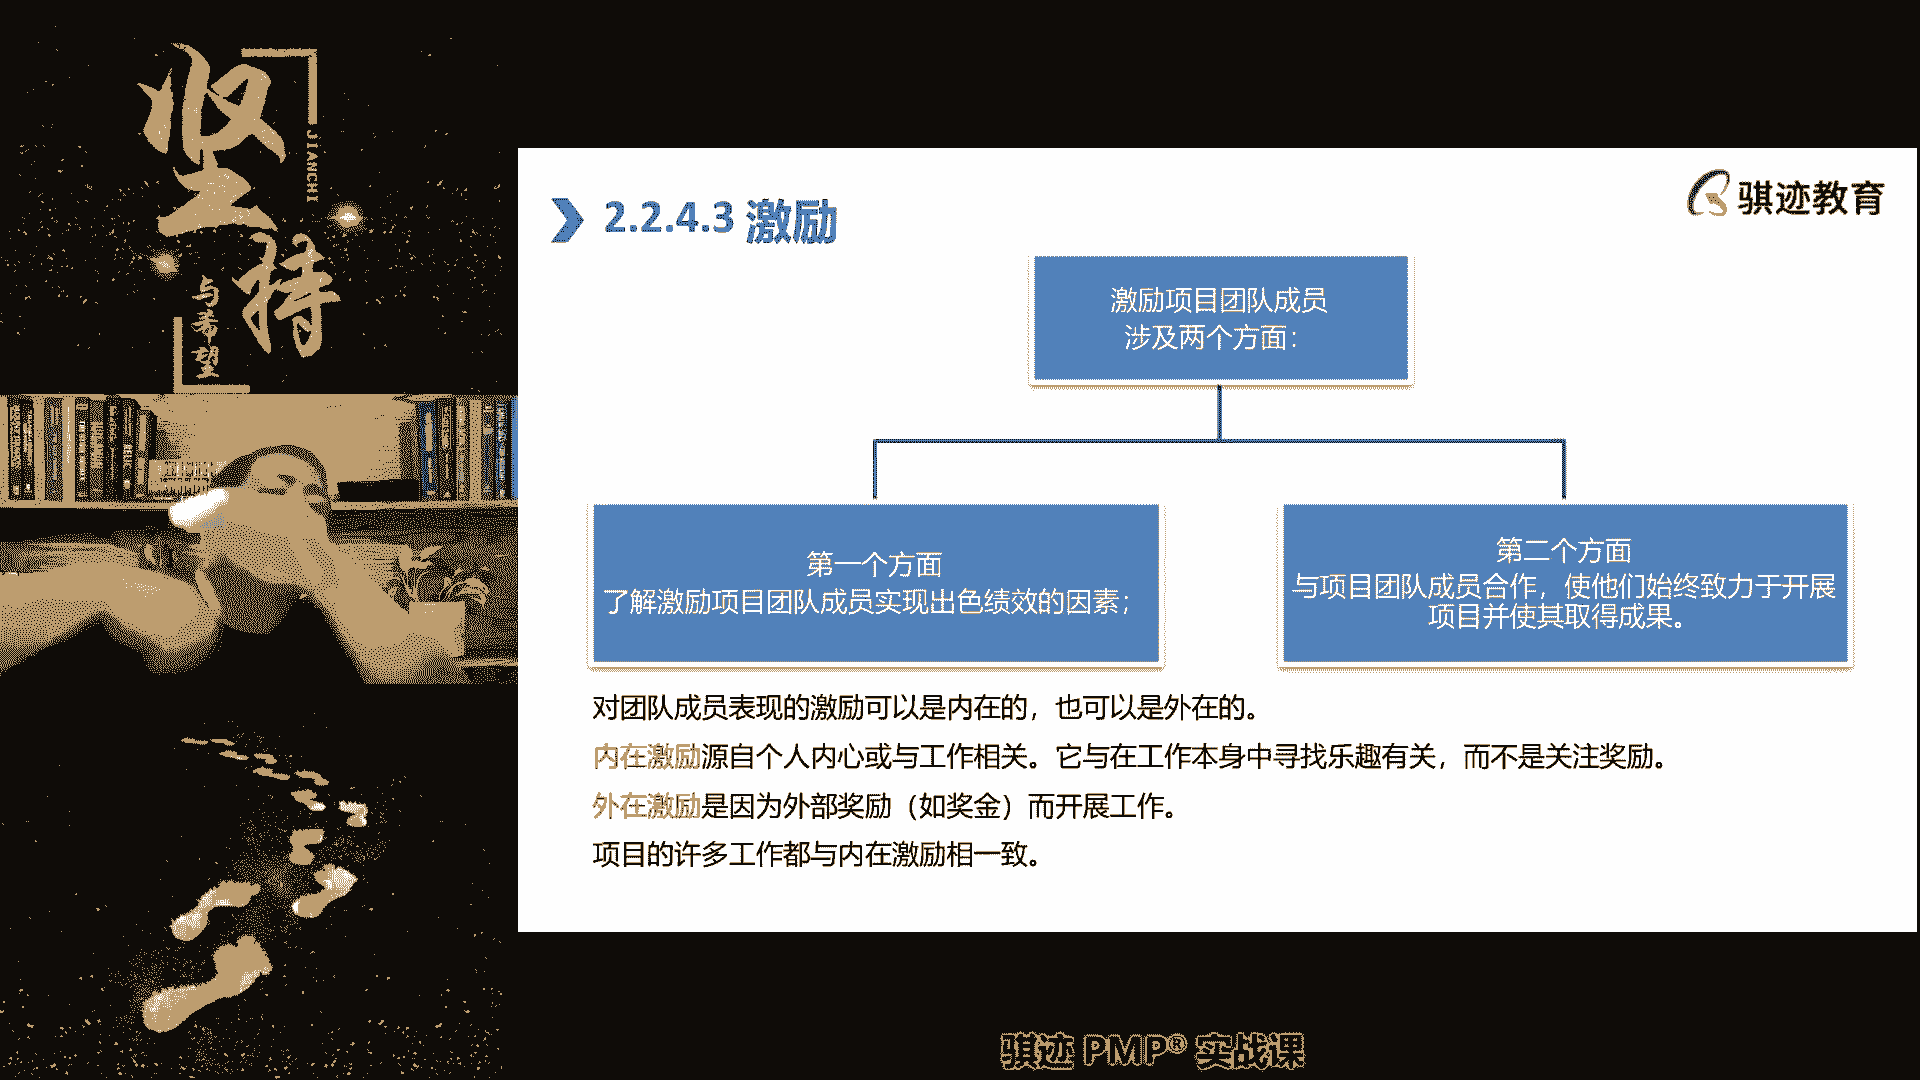 坚持
JIANCHI
与希望
骐迹教育
2.2.4.3 激励
激励项目团队成员
涉及两个方面：
第一个方面
了解激励项目团队成员实现出色绩效的因素；
第二个方面
与项目团队成员合作，使他们始终致力于开展
项目并使其取得成果。
对团队成员表现的激励可以是内在的，也可以是外在的。
内在激励源自个人内心或与工作相关。它与在工作本身中寻找乐趣有关，而不是关注奖励。
外在激励是因为外部奖励（如奖金）而开展工作。
项目的许多工作都与内在激励相一致。
骐迹 PMP® 实战课